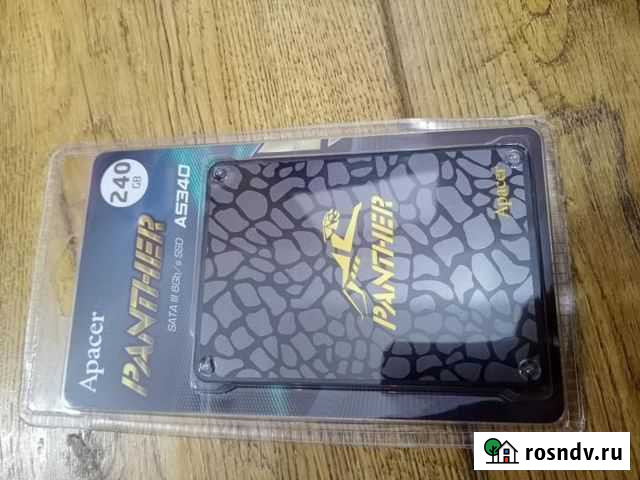 Apacer
PANTHER
SATA III 6Gb/s SSD AS340
240
GB
PANTHER
Apacer
rosndv.ru